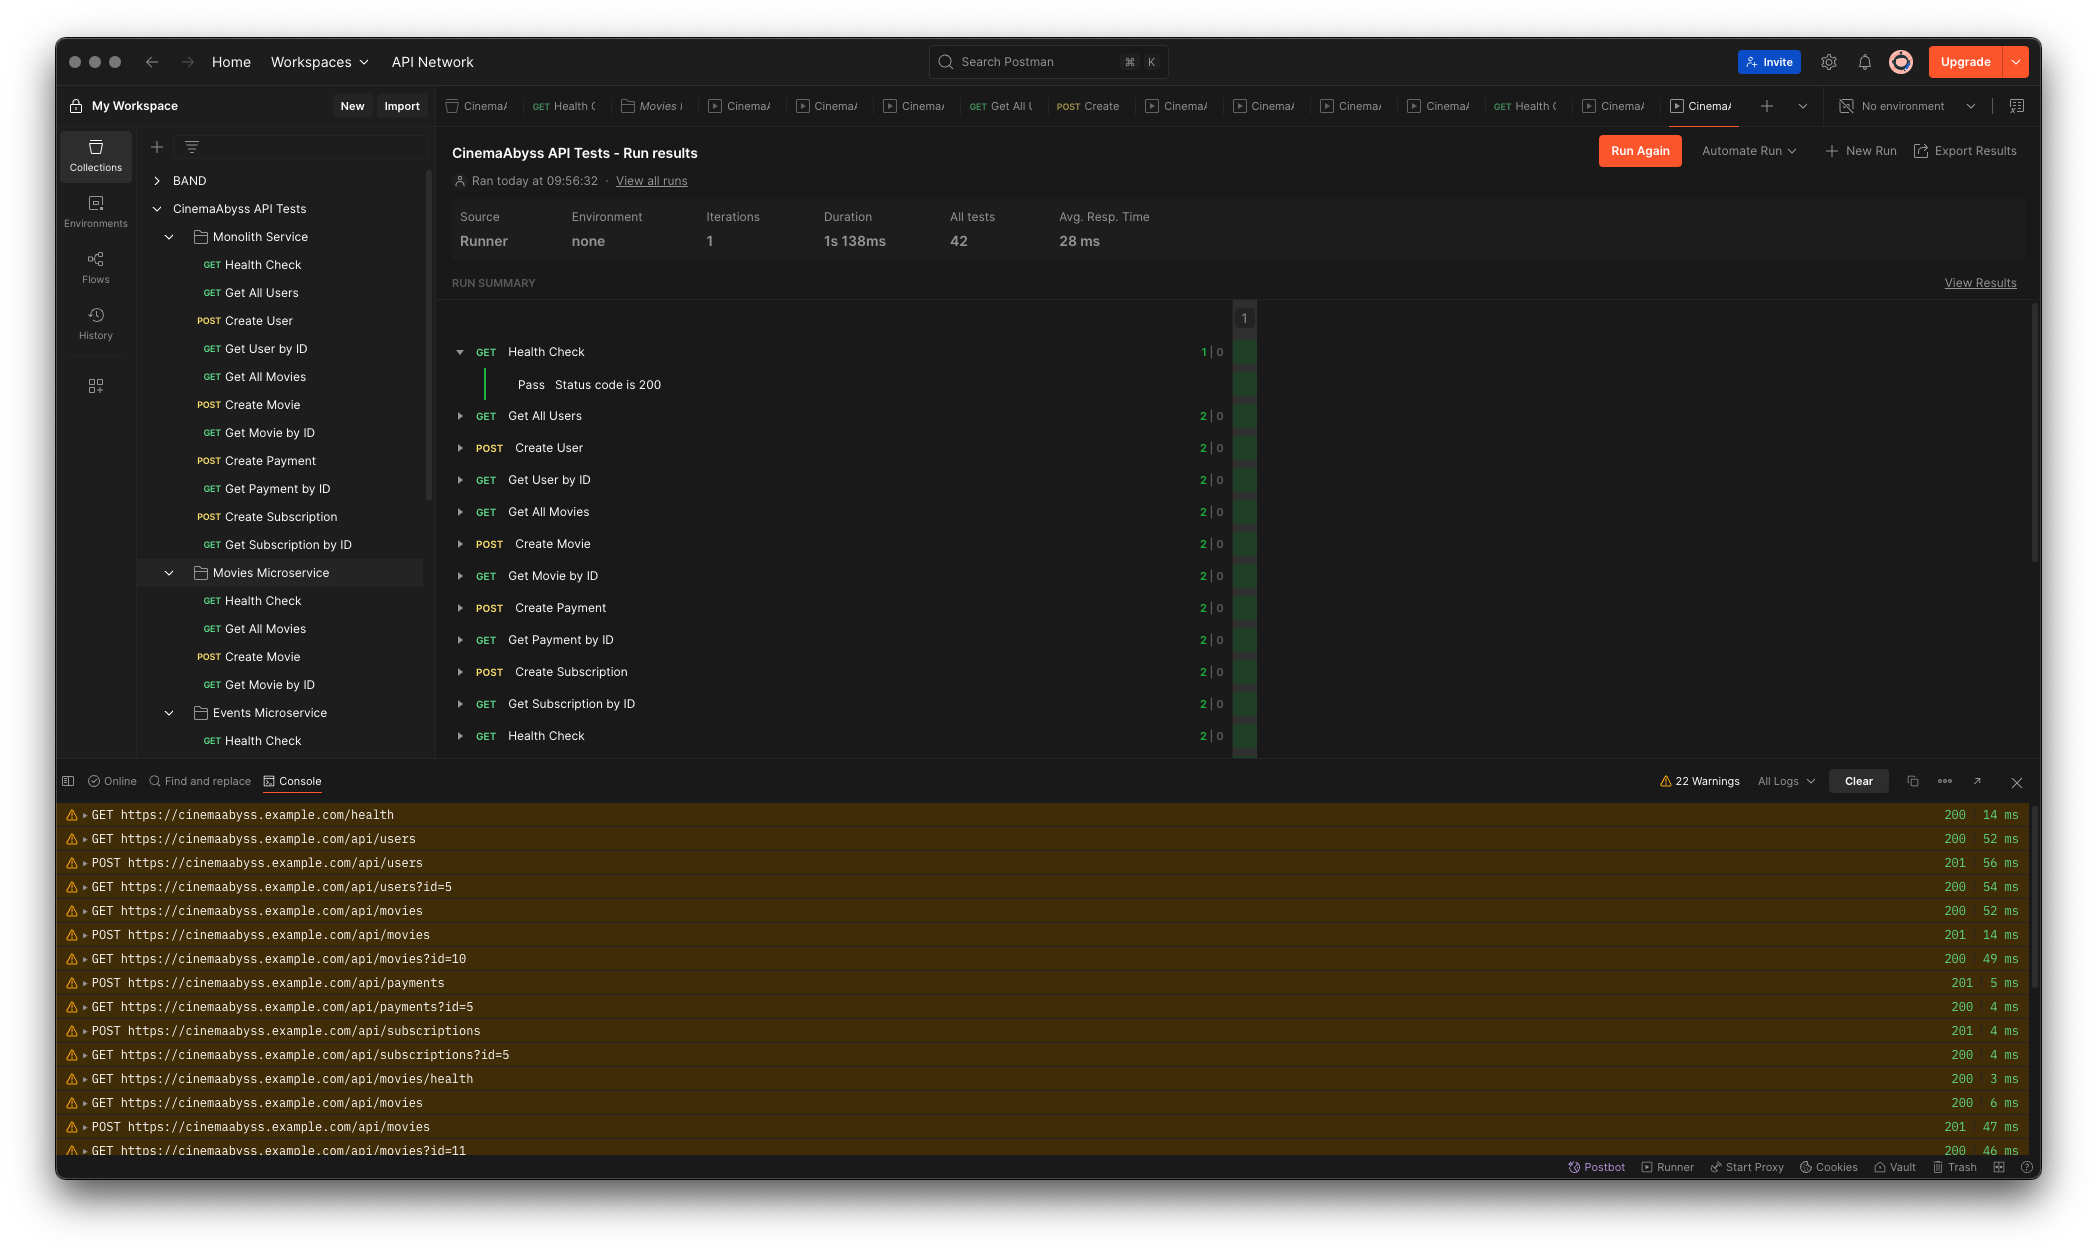 Home Workspaces API Network Search Postman ⌘ K Invite Upgrade
My Workspace New Import CinemaA GET Health C Movies CinemaA CinemaA CinemaA GET Get All U POST Create CinemaA CinemaA CinemaA CinemaA GET Health C CinemaA CinemaA No environment
Collections
Environments
Flows
History
BAND
CinemaAbyss API Tests
Monolith Service
GET Health Check
GET Get All Users
POST Create User
GET Get User by ID
GET Get All Movies
POST Create Movie
GET Get Movie by ID
POST Create Payment
GET Get Payment by ID
POST Create Subscription
GET Get Subscription by ID
Movies Microservice
GET Health Check
GET Get All Movies
POST Create Movie
GET Get Movie by ID
Events Microservice
GET Health Check
CinemaAbyss API Tests - Run results Run Again Automate Run New Run Export Results
Ran today at 09:56:32 · View all runs
Source Environment Iterations Duration All tests Avg. Resp. Time
Runner none 1 1s 138ms 42 28 ms
RUN SUMMARY View Results
1
GET Health Check 1 | 0
Pass Status code is 200
GET Get All Users 2 | 0
POST Create User 2 | 0
GET Get User by ID 2 | 0
GET Get All Movies 2 | 0
POST Create Movie 2 | 0
GET Get Movie by ID 2 | 0
POST Create Payment 2 | 0
GET Get Payment by ID 2 | 0
POST Create Subscription 2 | 0
GET Get Subscription by ID 2 | 0
GET Health Check 2 | 0
Online Find and replace Console 22 Warnings All Logs Clear
GET https://cinemaabyss.example.com/health 200 14 ms
GET https://cinemaabyss.example.com/api/users 200 52 ms
POST https://cinemaabyss.example.com/api/users 201 56 ms
GET https://cinemaabyss.example.com/api/users?id=5 200 54 ms
GET https://cinemaabyss.example.com/api/movies 200 52 ms
POST https://cinemaabyss.example.com/api/movies 201 14 ms
GET https://cinemaabyss.example.com/api/movies?id=10 200 49 ms
POST https://cinemaabyss.example.com/api/payments 201 5 ms
GET https://cinemaabyss.example.com/api/payments?id=5 200 4 ms
POST https://cinemaabyss.example.com/api/subscriptions 201 4 ms
GET https://cinemaabyss.example.com/api/subscriptions?id=5 200 4 ms
GET https://cinemaabyss.example.com/api/movies/health 200 3 ms
GET https://cinemaabyss.example.com/api/movies 200 6 ms
POST https://cinemaabyss.example.com/api/movies 201 47 ms
GET https://cinemaabyss.example.com/api/movies?id=11 200 46 ms
Postbot Runner Start Proxy Cookies Vault Trash